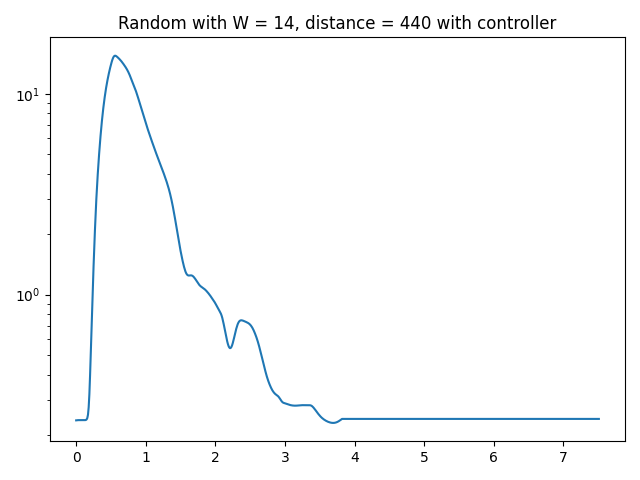 Random with W = 14, distance = 440 with controller
10¹
10⁰
0 1 2 3 4 5 6 7